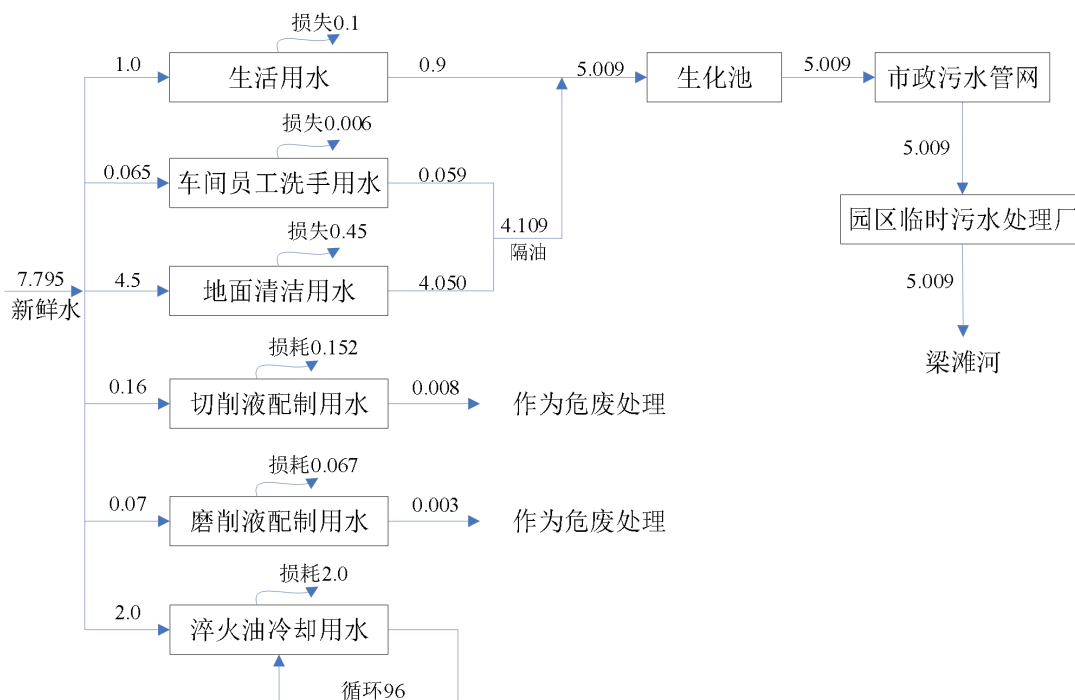 损失0.1
1.0
生活用水
0.9
5.009
生化池
5.009
市政污水管网
损失0.006
0.065
车间员工洗手用水
0.059
5.009
4.109
隔油
园区临时污水处理厂
损失0.45
7.795
新鲜水
4.5
地面清洁用水
4.050
5.009
梁滩河
损耗0.152
0.16
切削液配制用水
0.008
作为危废处理
损耗0.067
0.07
磨削液配制用水
0.003
作为危废处理
损耗2.0
2.0
淬火油冷却用水
循环96